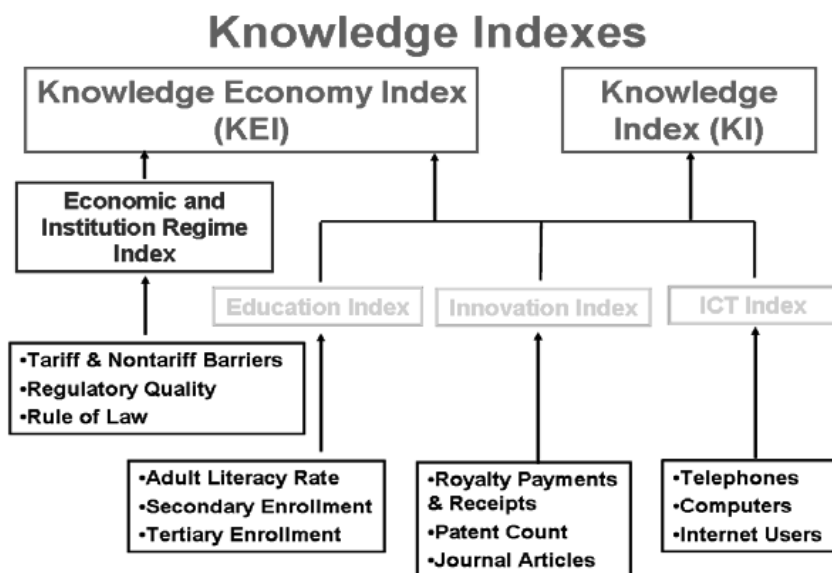 Knowledge Indexes
Knowledge Economy Index
(KEI)
Knowledge
Index (KI)
Economic and
Institution Regime
Index
Education Index
Innovation Index
ICT Index
•Tariff & Nontariff Barriers
•Regulatory Quality
•Rule of Law
•Adult Literacy Rate
•Secondary Enrollment
•Tertiary Enrollment
•Royalty Payments
& Receipts
•Patent Count
•Journal Articles
•Telephones
•Computers
•Internet Users